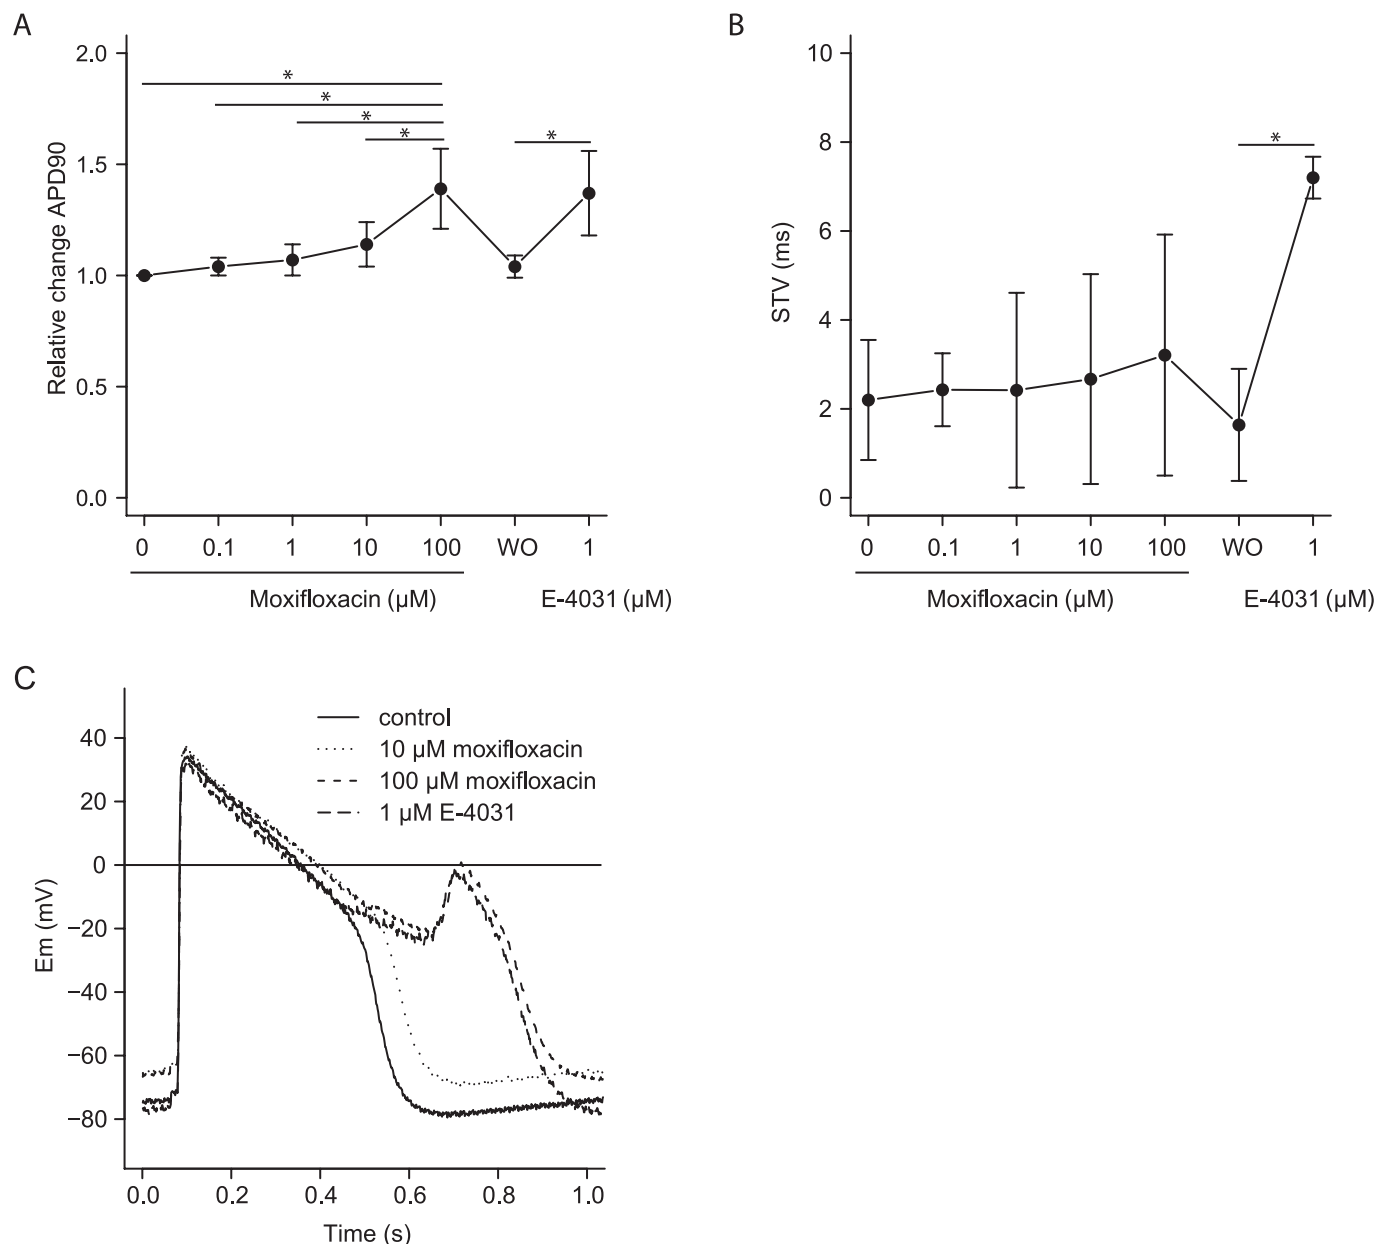 A
2.0
1.5
1.0
0.5
0.0
Relative change APD90
*
*
*
*
*
0
0.1
1
10
100
WO
1
Moxifloxacin (µM)
E-4031 (µM)
B
10
8
6
4
2
0
STV (ms)
*
0
0.1
1
10
100
WO
1
Moxifloxacin (µM)
E-4031 (µM)
C
control
10 µM moxifloxacin
100 µM moxifloxacin
1 µM E-4031
40
20
0
−20
−40
−60
−80
Em (mV)
0.0
0.2
0.4
0.6
0.8
1.0
Time (s)